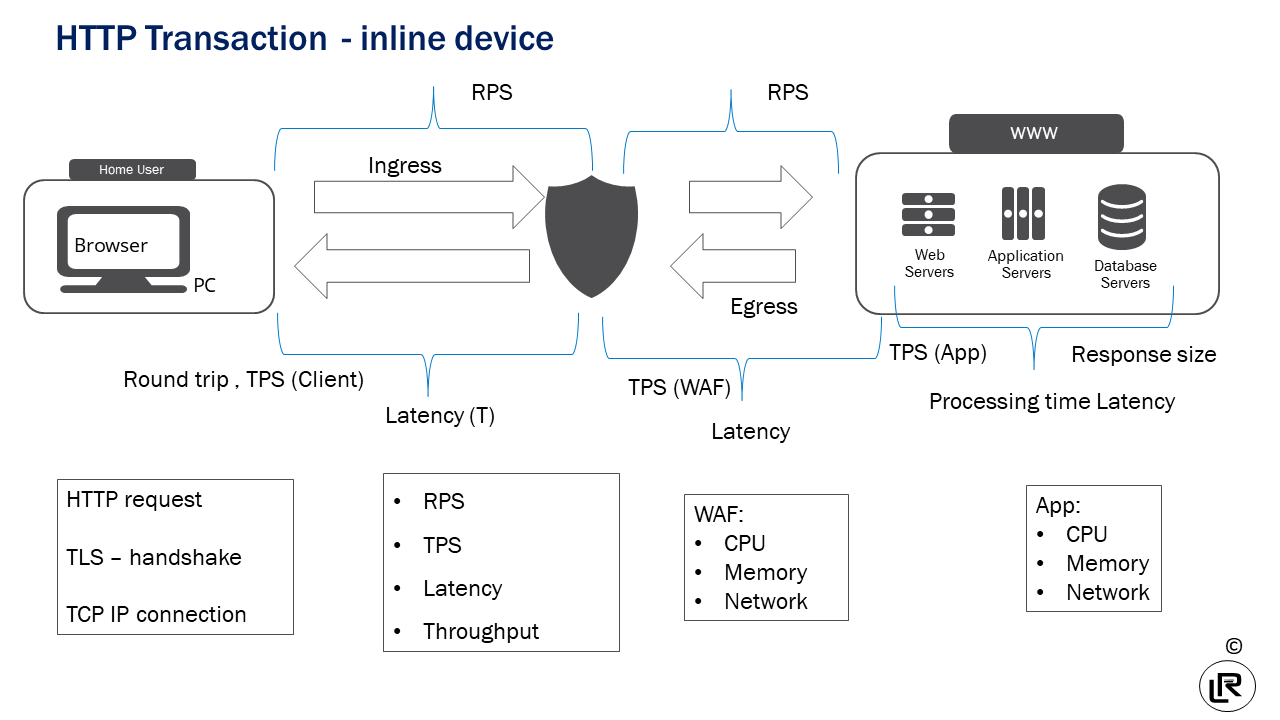 HTTP Transaction - inline device
RPS
RPS
Ingress
Home User
Browser
PC
www
Web
Servers
Application
Servers
Database
Servers
Egress
Round trip , TPS (Client)
Latency (T)
TPS (WAF)
Latency
TPS (App)
Response size
Processing time Latency
HTTP request
TLS – handshake
TCP IP connection
• RPS
• TPS
• Latency
• Throughput
WAF:
• CPU
• Memory
• Network
App:
• CPU
• Memory
• Network
©
LR